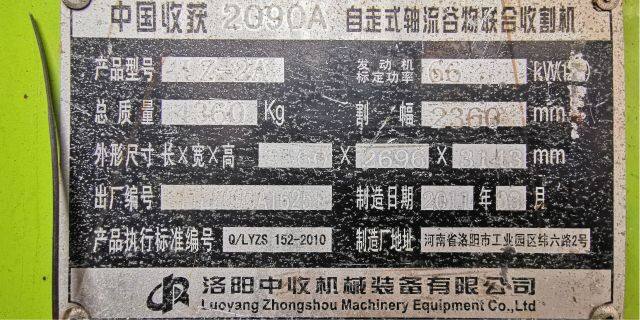 中国收获 2090A 自走式轴流谷物联合收割机
产品型号 Z-2A 发动机标定功率 66 kW
总质量 360 Kg 割幅 2360 mm
外形尺寸 长X宽X高 X 2696 X mm
出厂编号 制造日期 2011 年 月
产品执行标准编号 Q/LYZS 152-2010 制造厂地址 河南省洛阳市工业园区纬六路2号
洛阳中收机械装备有限公司
Luoyang Zhongshou Machinery Equipment Co.,Ltd